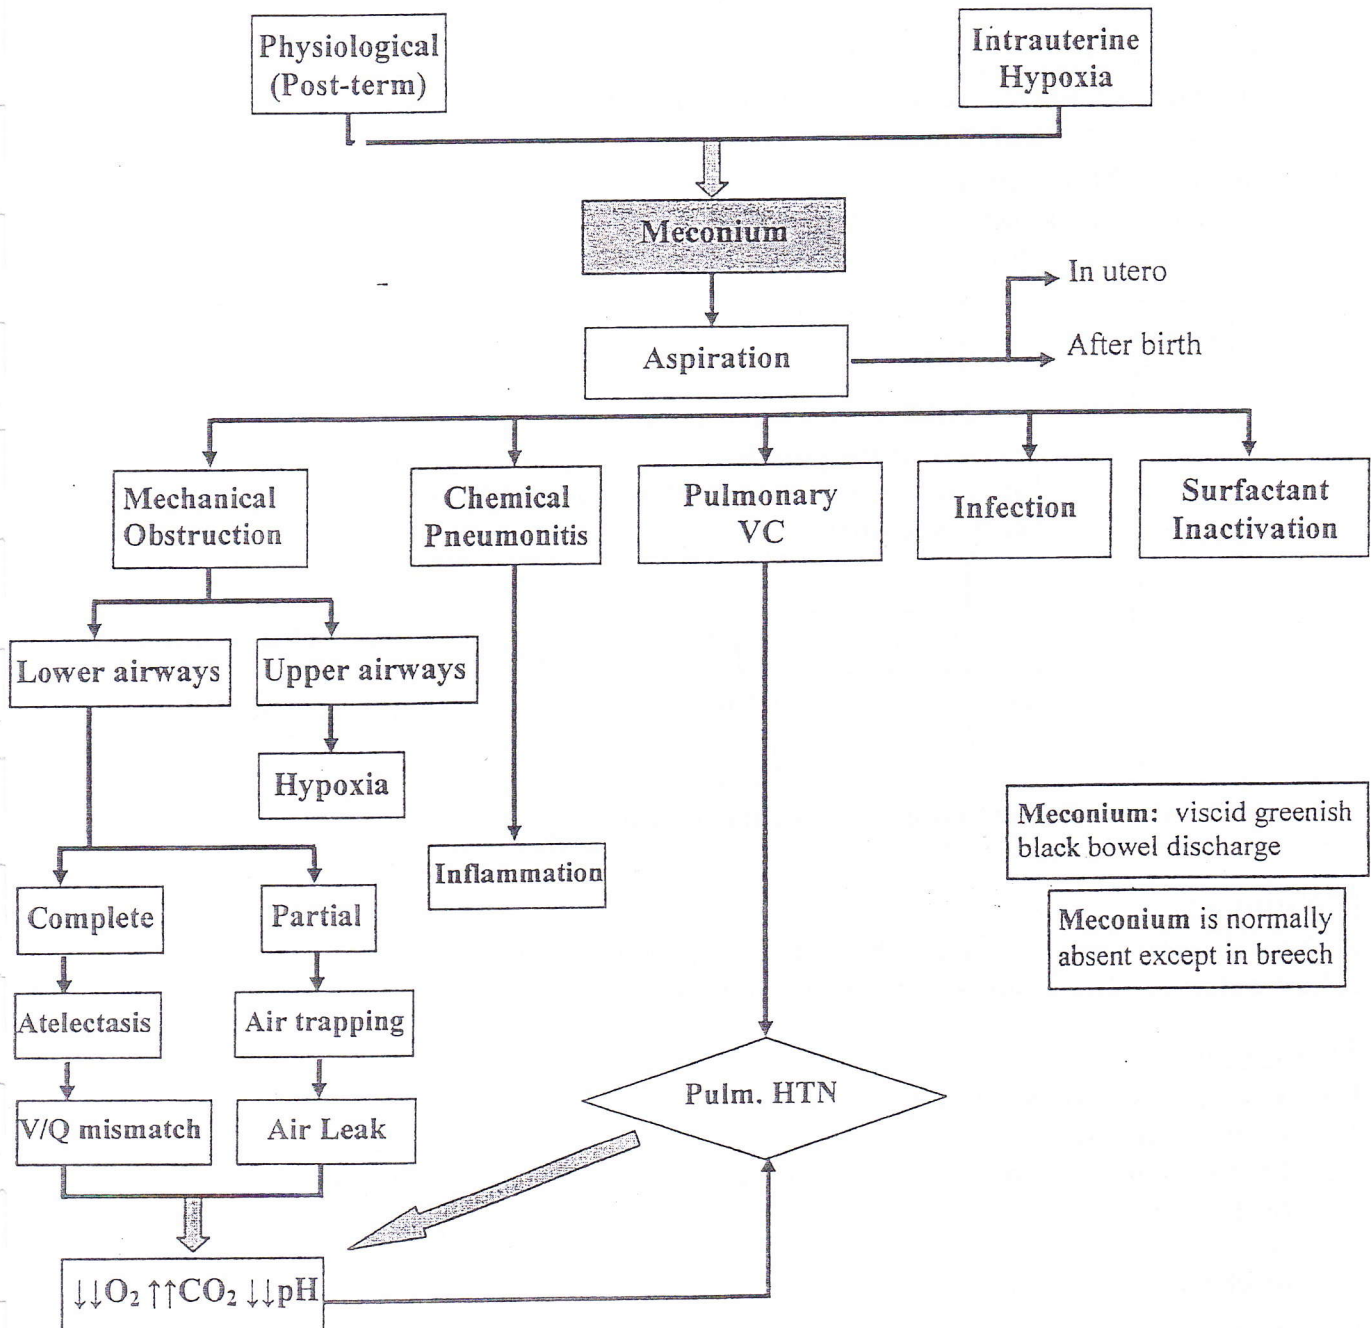 Physiological
(Post-term)
Intrauterine
Hypoxia
Meconium
In utero
Aspiration
After birth
Mechanical
Obstruction
Chemical
Pneumonitis
Pulmonary
VC
Infection
Surfactant
Inactivation
Lower airways
Upper airways
Hypoxia
Meconium: viscid greenish
black bowel discharge
Inflammation
Complete
Partial
Meconium is normally
absent except in breech
Atelectasis
Air trapping
Pulm. HTN
V/Q mismatch
Air Leak
↓↓O₂ ↑↑CO₂ ↓↓pH